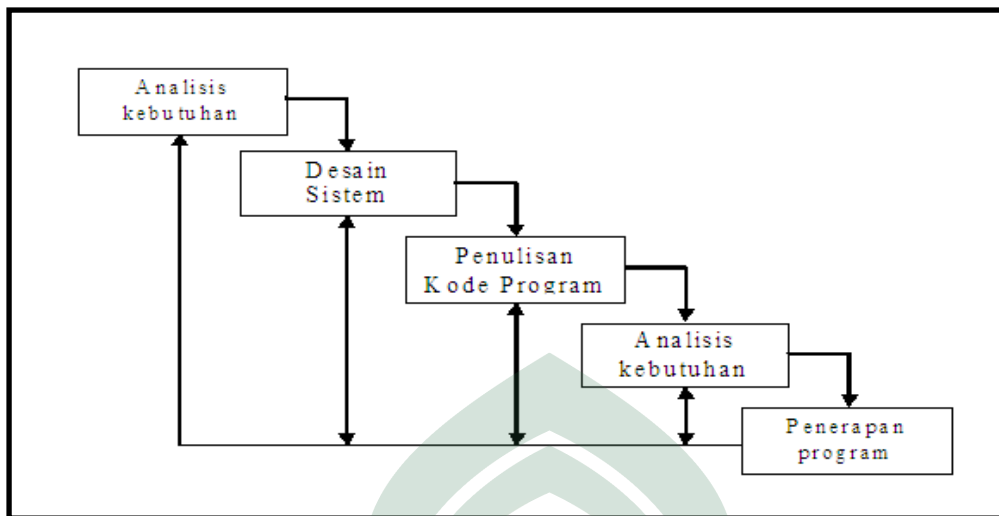 Analisis
kebutuhan
Desain
Sistem
Penulisan
Kode Program
Analisis
kebutuhan
Penerapan
program